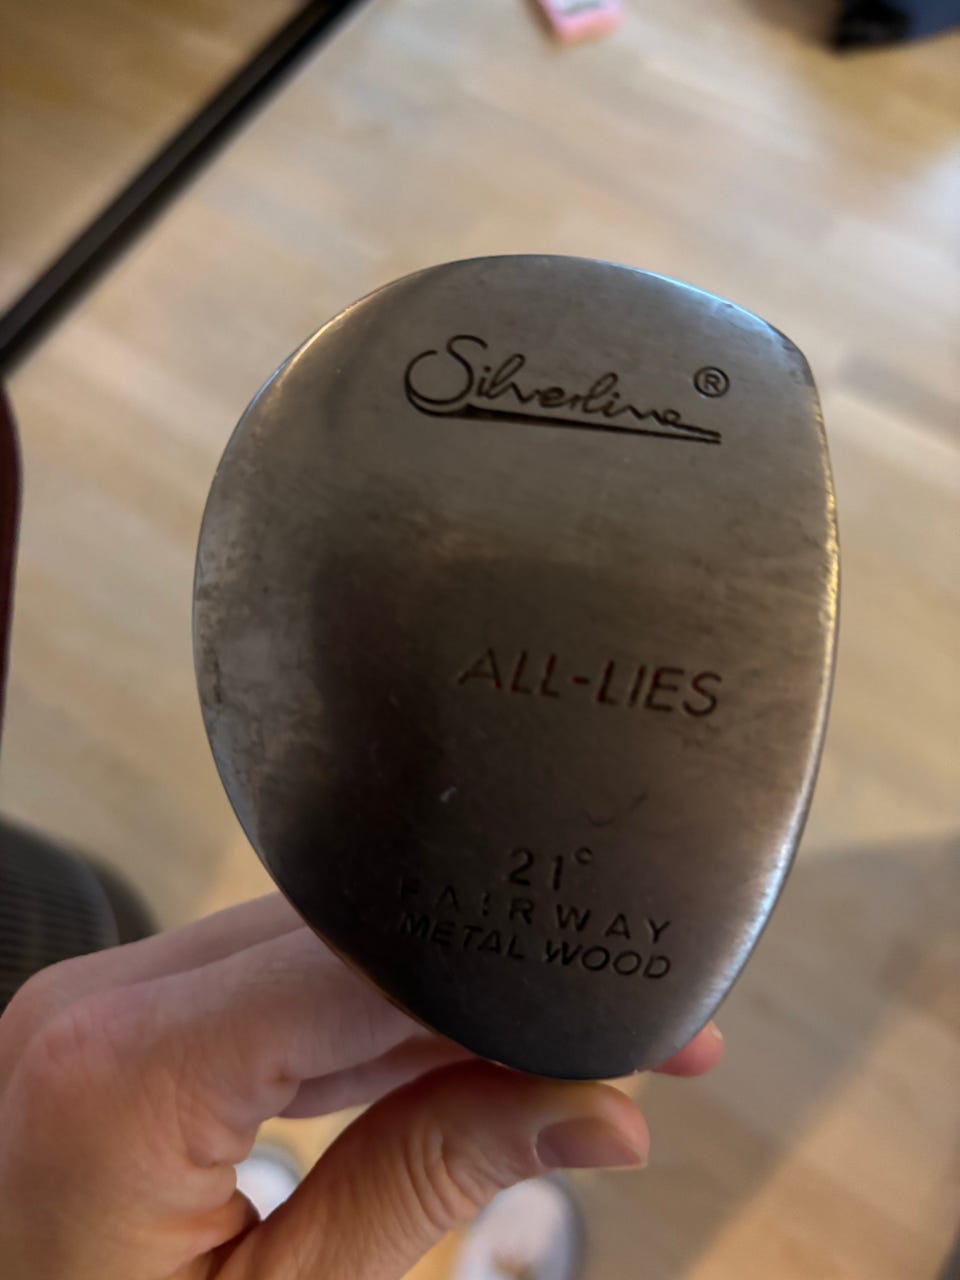 Silverline ®
ALL-LIES
21°
FAIRWAY
METAL WOOD